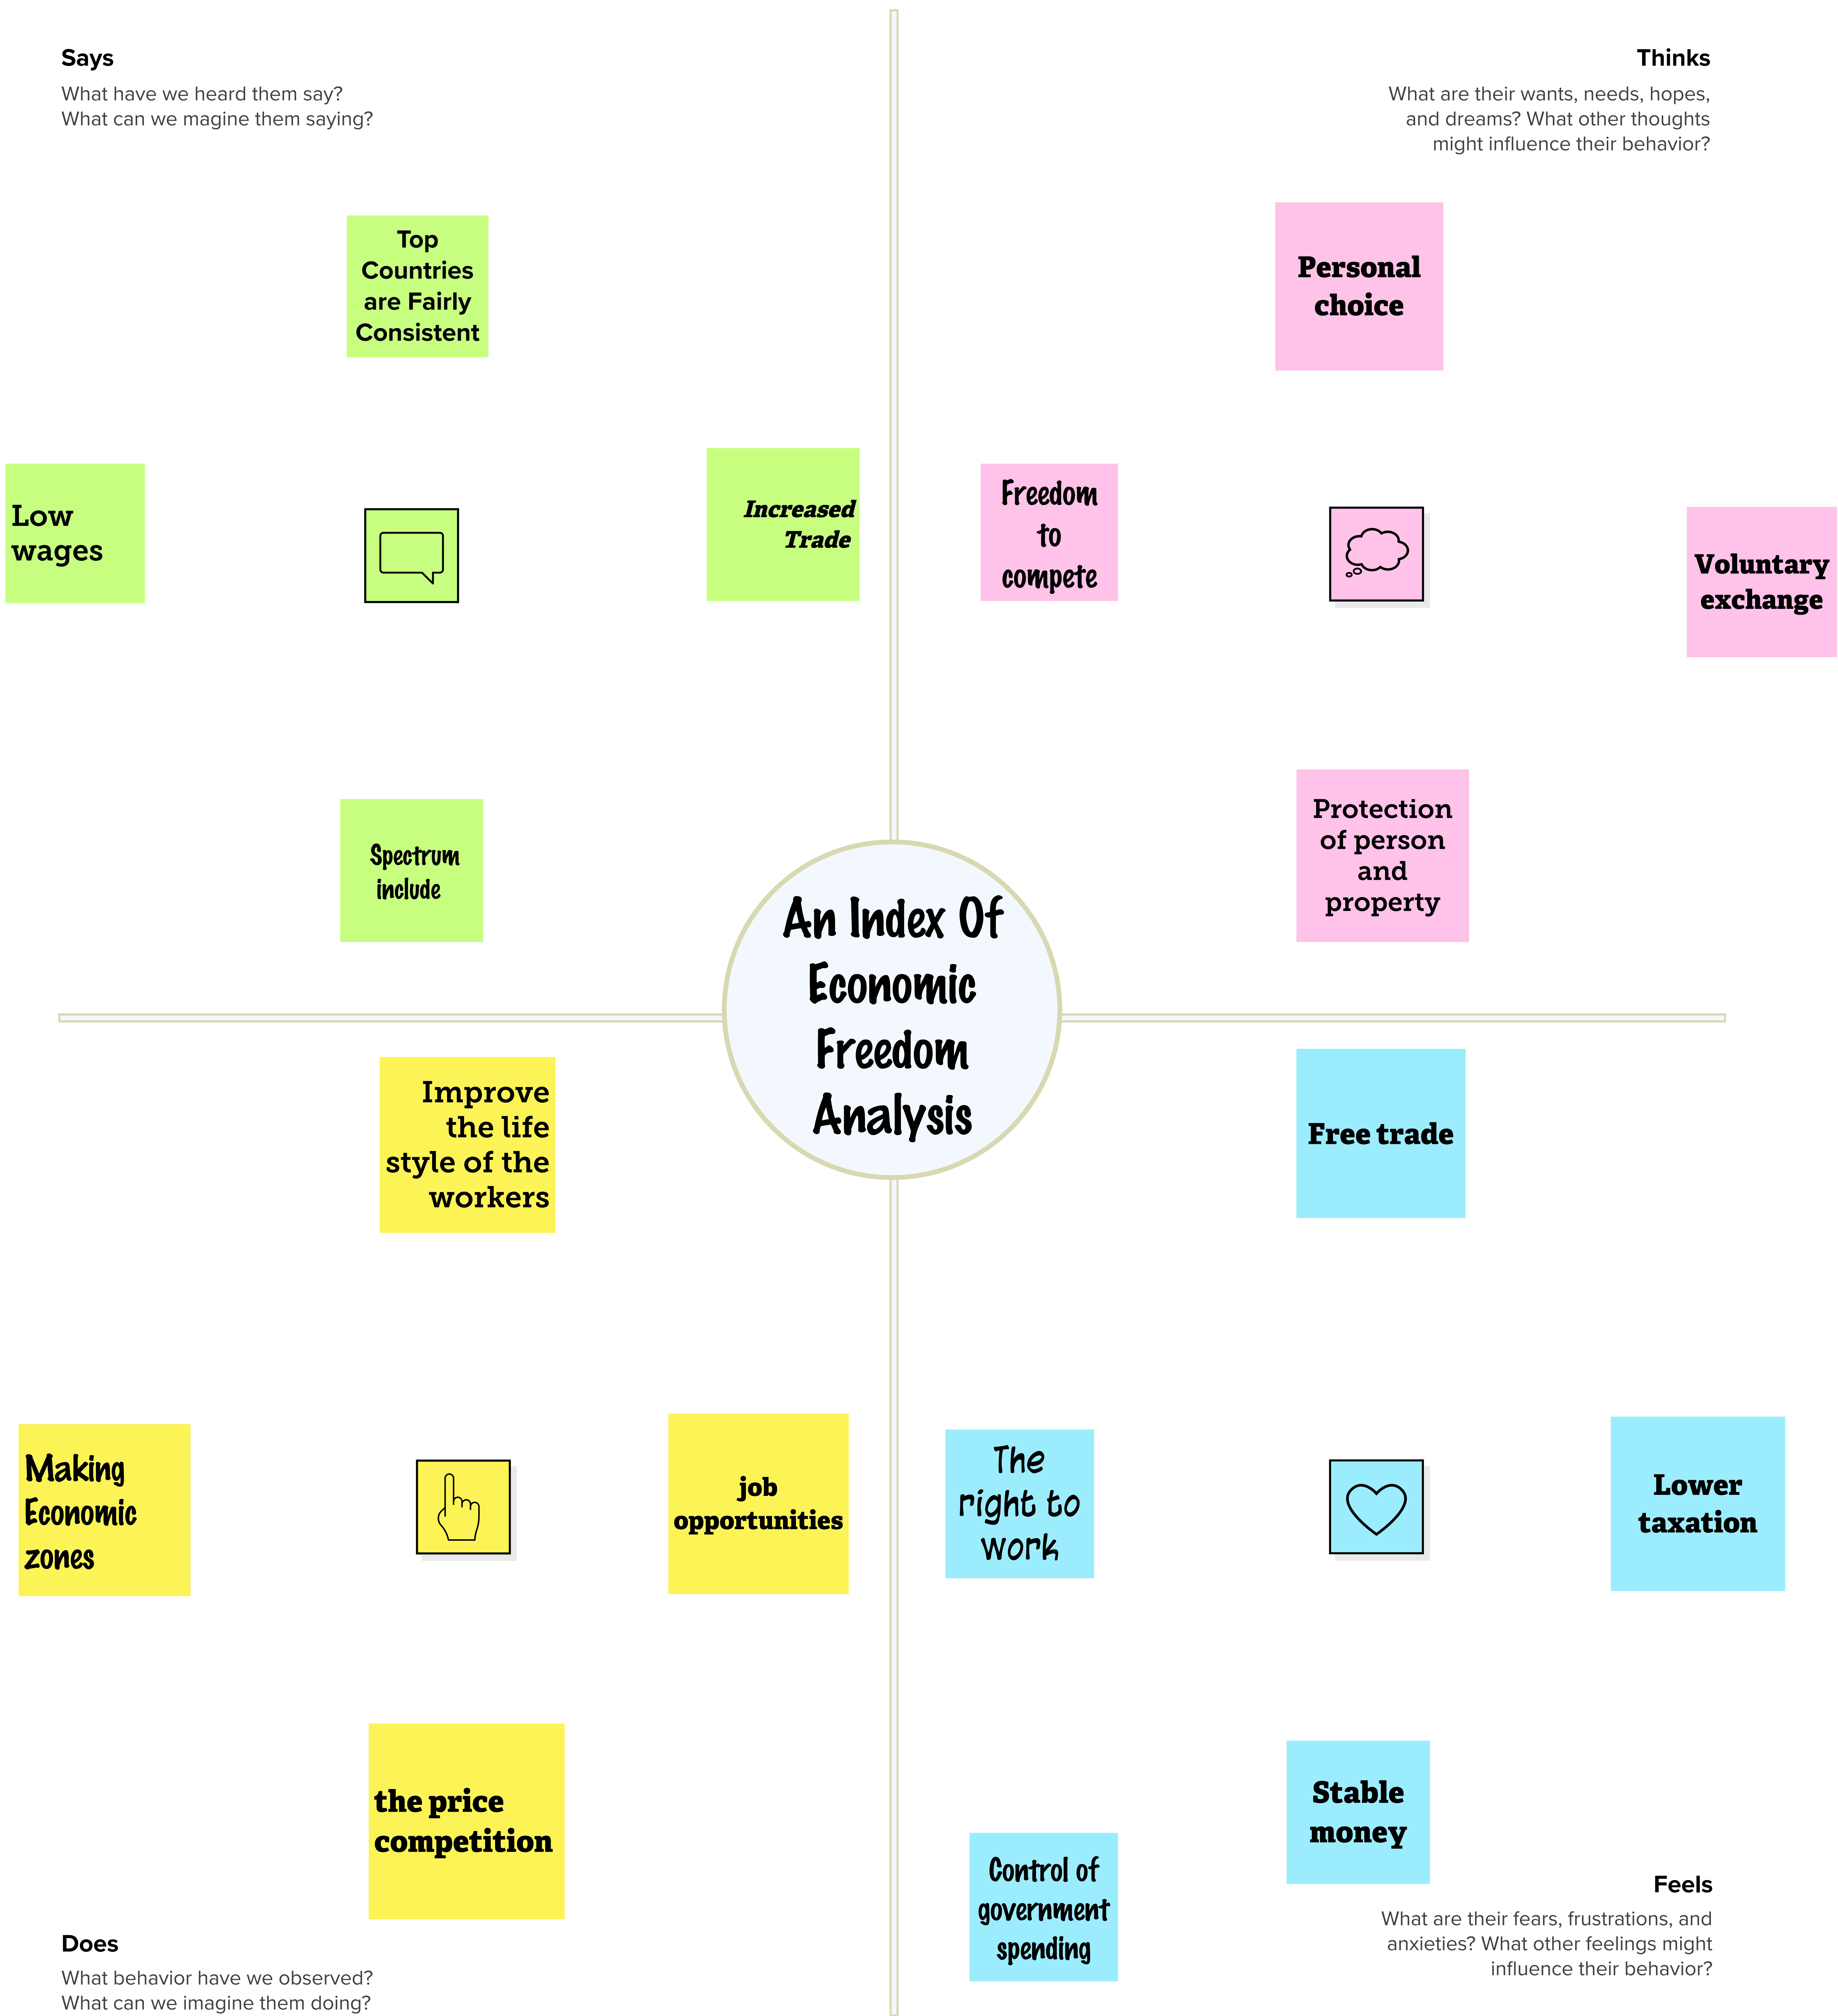 Says
What have we heard them say?
What can we magine them saying?
Top
Countries
are Fairly
Consistent
Low
wages
Increased
Trade
Spectrum
include
Thinks
What are their wants, needs, hopes,
and dreams? What other thoughts
might influence their behavior?
Personal
choice
Freedom
to
compete
Voluntary
exchange
Protection
of person
and
property
An Index Of
Economic
Freedom
Analysis
Improve
the life
style of the
workers
Making
Economic
zones
job
opportunities
the price
competition
Does
What behavior have we observed?
What can we imagine them doing?
Free trade
The
right to
work
Lower
taxation
Stable
money
Control of
government
spending
Feels
What are their fears, frustrations, and
anxieties? What other feelings might
influence their behavior?